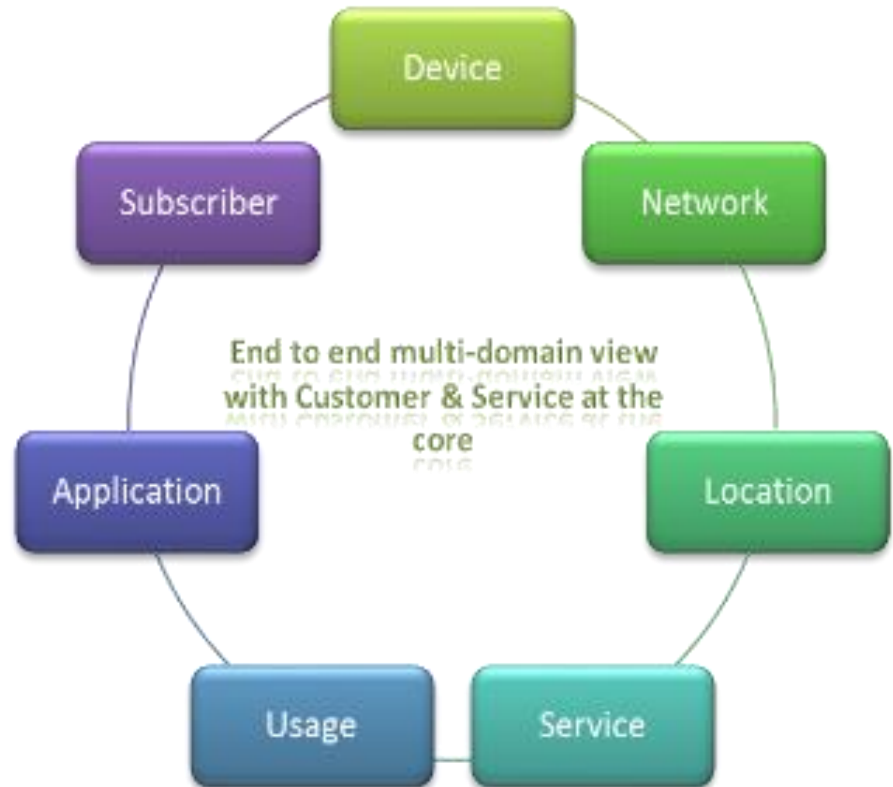 Device
Subscriber
Network
End to end multi-domain view
with Customer & Service at the
core
Application
Location
Usage
Service